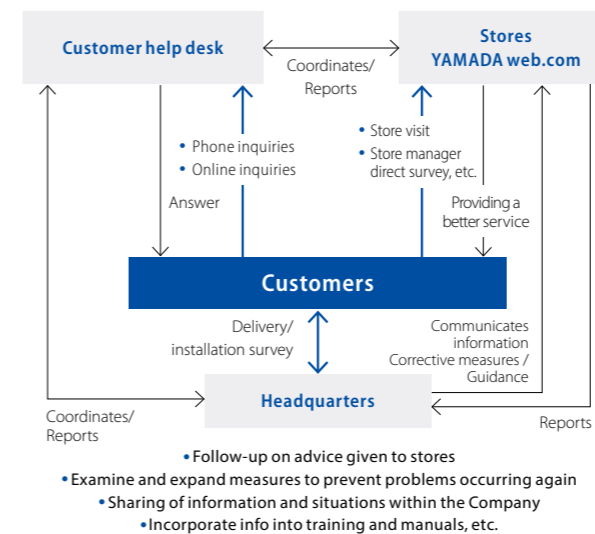 Customer help desk
Stores
YAMADA web.com
Coordinates/
Reports
• Phone inquiries
• Online inquiries
• Store visit
• Store manager
direct survey, etc.
Answer
Providing a
better service
Customers
Delivery/
installation survey
Communicates
information
Corrective measures /
Guidance
Headquarters
Coordinates/
Reports
Reports
• Follow-up on advice given to stores
• Examine and expand measures to prevent problems occurring again
• Sharing of information and situations within the Company
• Incorporate info into training and manuals, etc.